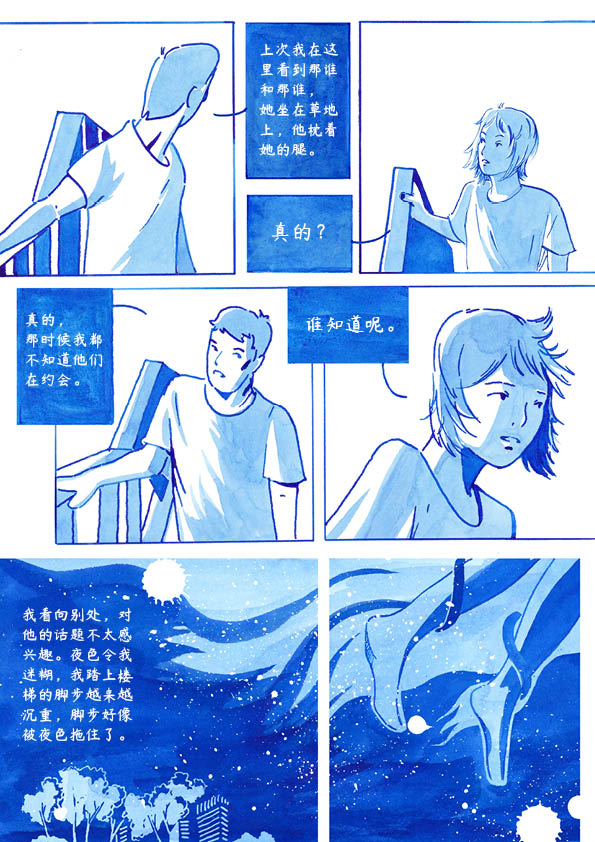 上次我在这
里看到那谁
和那谁，
她坐在草地
上，他枕着
她的腿。
真的？
真的，
那时候我都
不知道他们
在约会。
谁知道呢。
我看向别处，对
他的话题不太感
兴趣。夜色令我
迷糊，我踏上楼
梯的脚步越来越
沉重，脚步好像
被夜色拖住了。